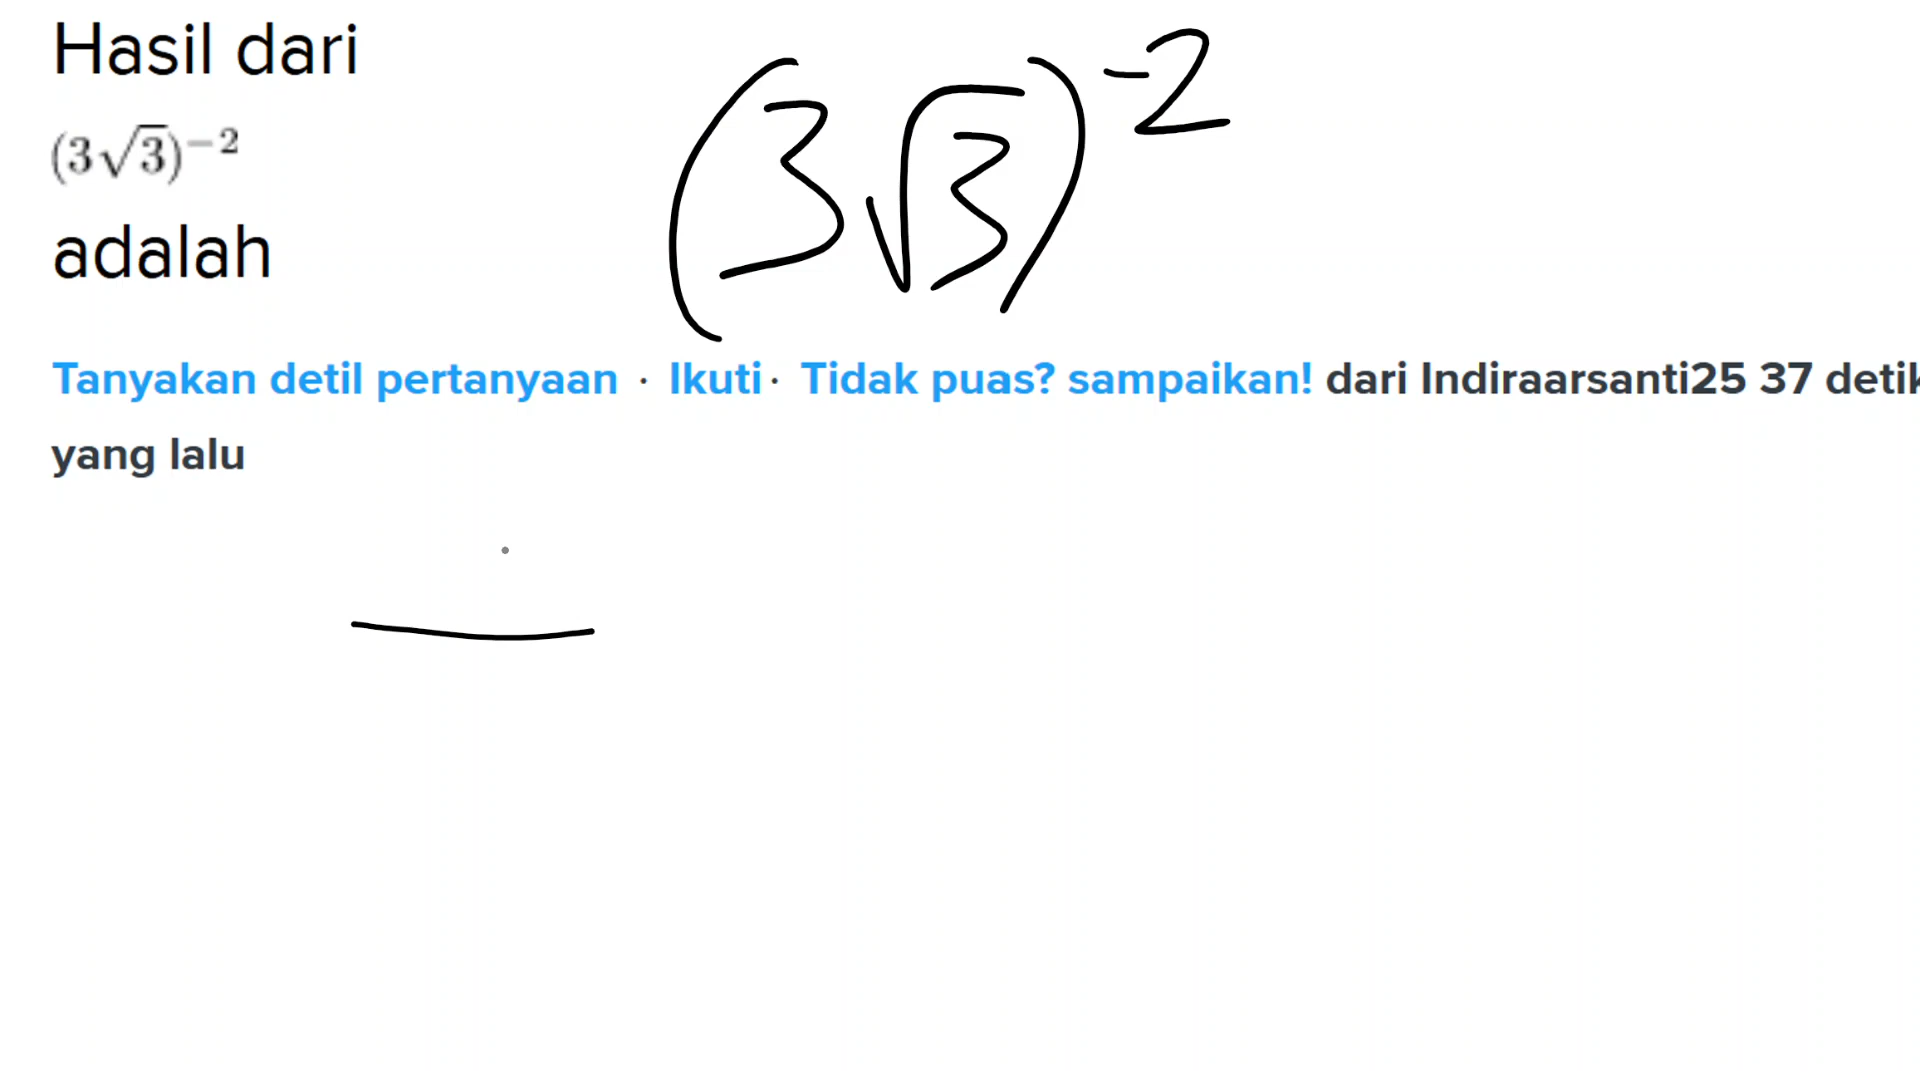 Hasil dari
(3√3)⁻²
adalah
(3√3)⁻²
Tanyakan detil pertanyaan · Ikuti · Tidak puas? sampaikan! dari Indiraarsanti25 37 detik
yang lalu